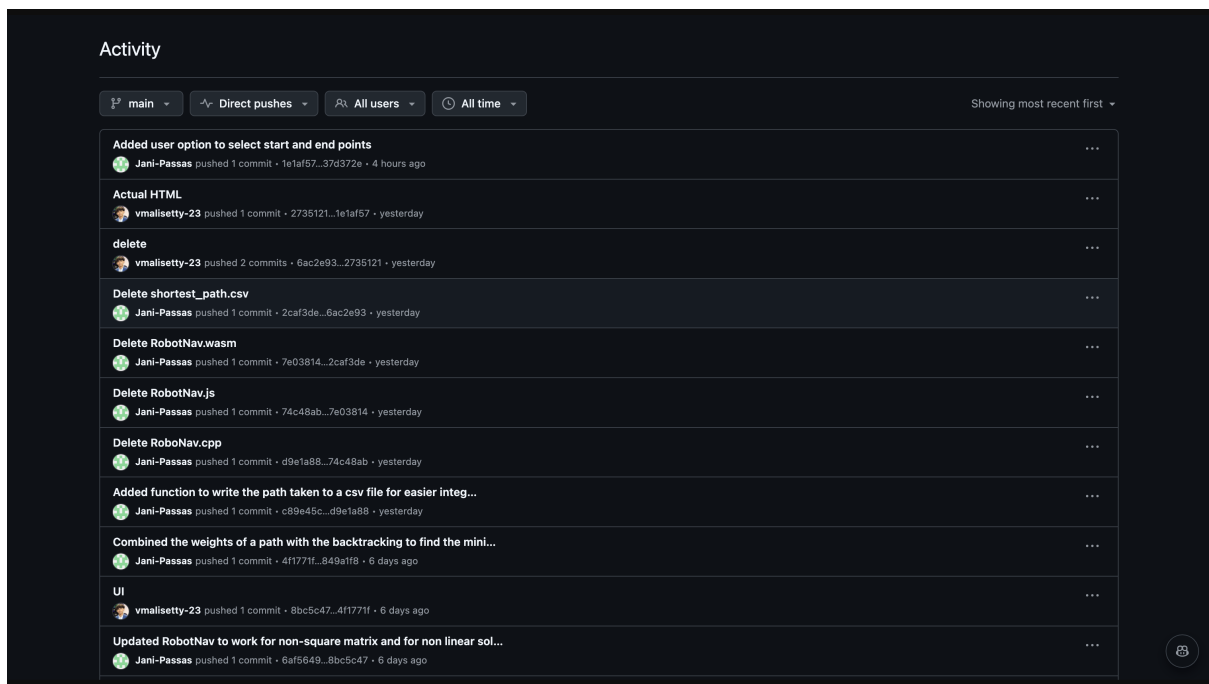 Activity
main Direct pushes All users All time Showing most recent first
Added user option to select start and end points
Jani-Passas pushed 1 commit • 1e1af57...37d372e • 4 hours ago
Actual HTML
vmalisetty-23 pushed 1 commit • 2735121...1e1af57 • yesterday
delete
vmalisetty-23 pushed 2 commits • 6ac2e93...2735121 • yesterday
Delete shortest_path.csv
Jani-Passas pushed 1 commit • 2caf3de...6ac2e93 • yesterday
Delete RobotNav.wasm
Jani-Passas pushed 1 commit • 7e03814...2caf3de • yesterday
Delete RobotNav.js
Jani-Passas pushed 1 commit • 74c48ab...7e03814 • yesterday
Delete RoboNav.cpp
Jani-Passas pushed 1 commit • d9e1a88...74c48ab • yesterday
Added function to write the path taken to a csv file for easier integ...
Jani-Passas pushed 1 commit • c89e45c...d9e1a88 • yesterday
Combined the weights of a path with the backtracking to find the mini...
Jani-Passas pushed 1 commit • 4f1771f...849a1f8 • 6 days ago
UI
vmalisetty-23 pushed 1 commit • 8bc5c47...4f1771f • 6 days ago
Updated RobotNav to work for non-square matrix and for non linear sol...
Jani-Passas pushed 1 commit • 6af5649...8bc5c47 • 6 days ago